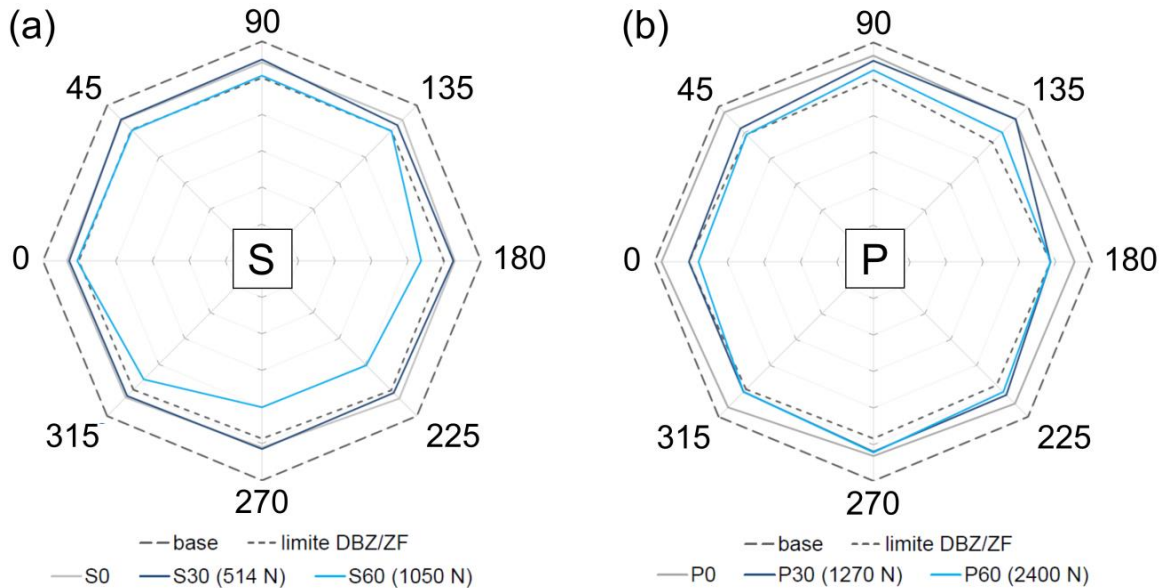 (a)
90
45
135
0
S
180
315
225
270
base limite DBZ/ZF
S0 S30 (514 N) S60 (1050 N)
(b)
90
45
135
0
P
180
315
225
270
base limite DBZ/ZF
P0 P30 (1270 N) P60 (2400 N)